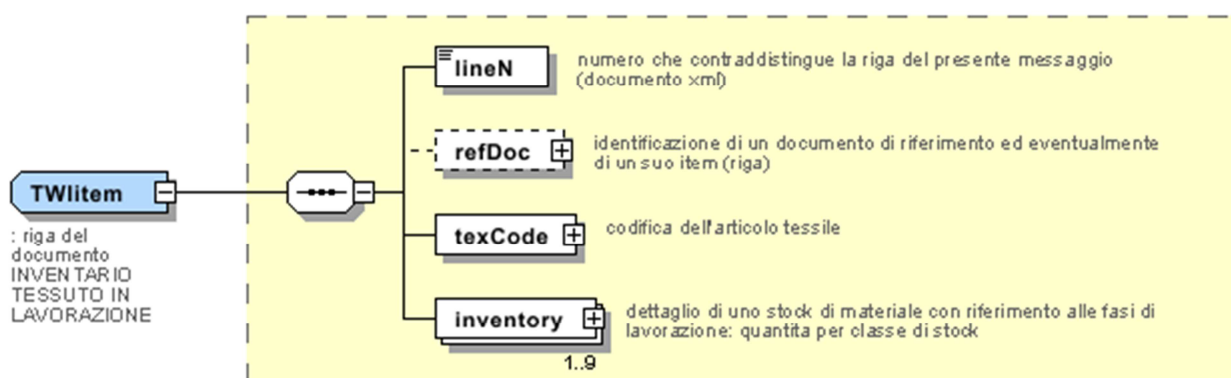 lineN
numero che contraddistingue la riga del presente messaggio
(documento xml)
refDoc
identificazione di un documento di riferimento ed eventualmente
di un suo item (riga)
TWIitem
: riga del
documento
INVENTARIO
TESSUTO IN
LAVORAZIONE
texCode
codifica dell'articolo tessile
inventory
dettaglio di uno stock di materiale con riferimento alle fasi di
lavorazione: quantita per classe di stock
1..9